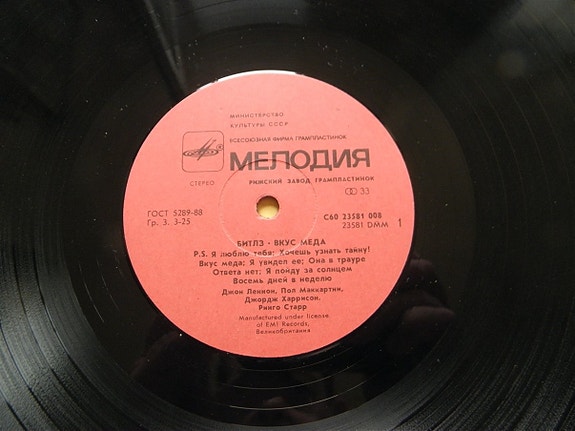 МИНИСТЕРСТВО
КУЛЬТУРЫ СССР
ВСЕСОЮЗНАЯ ФИРМА ГРАМПЛАСТИНОК
МЕЛОДИЯ
СТЕРЕО
РИЖСКИЙ ЗАВОД ГРАМПЛАСТИНОК
33
ГОСТ 5289-88
Гр. 3. 3-25
С60 23581 008
23581 DMM 1
БИТЛЗ - ВКУС МЕДА
P.S. Я люблю тебя; Хочешь узнать тайну!
Вкус меда; Я увидел ее; Она в трауре
Ответа нет; Я пойду за солнцем
Восемь дней в неделю
Джон Леннон, Пол Маккартни,
Джордж Харрисон,
Ринго Старр
Manufactured under license
of EMI Records,
Великобритания